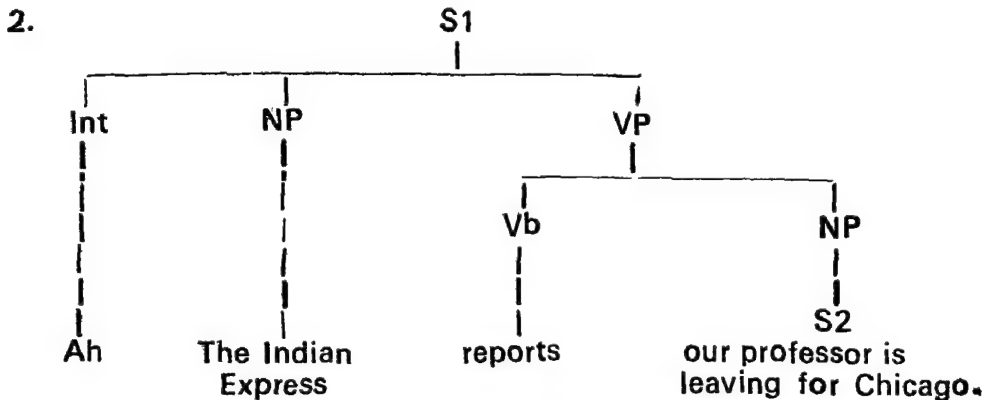 2.
S1
Int NP VP
Vb NP
S2
Ah The Indian reports our professor is
Express leaving for Chicago.